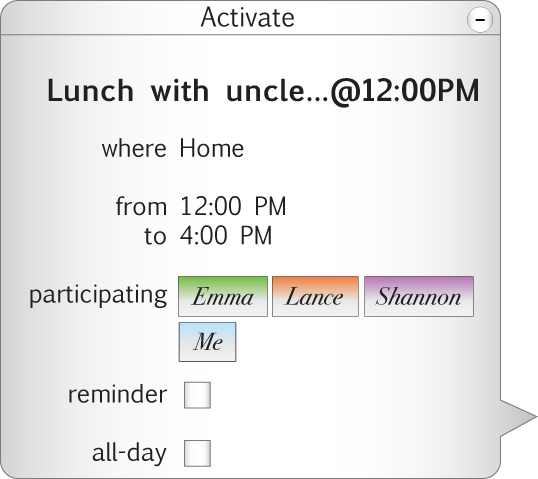 Activate
Lunch with uncle...@12:00PM
where Home
from 12:00 PM
to 4:00 PM
participating Emma Lance Shannon
Me
reminder
all-day